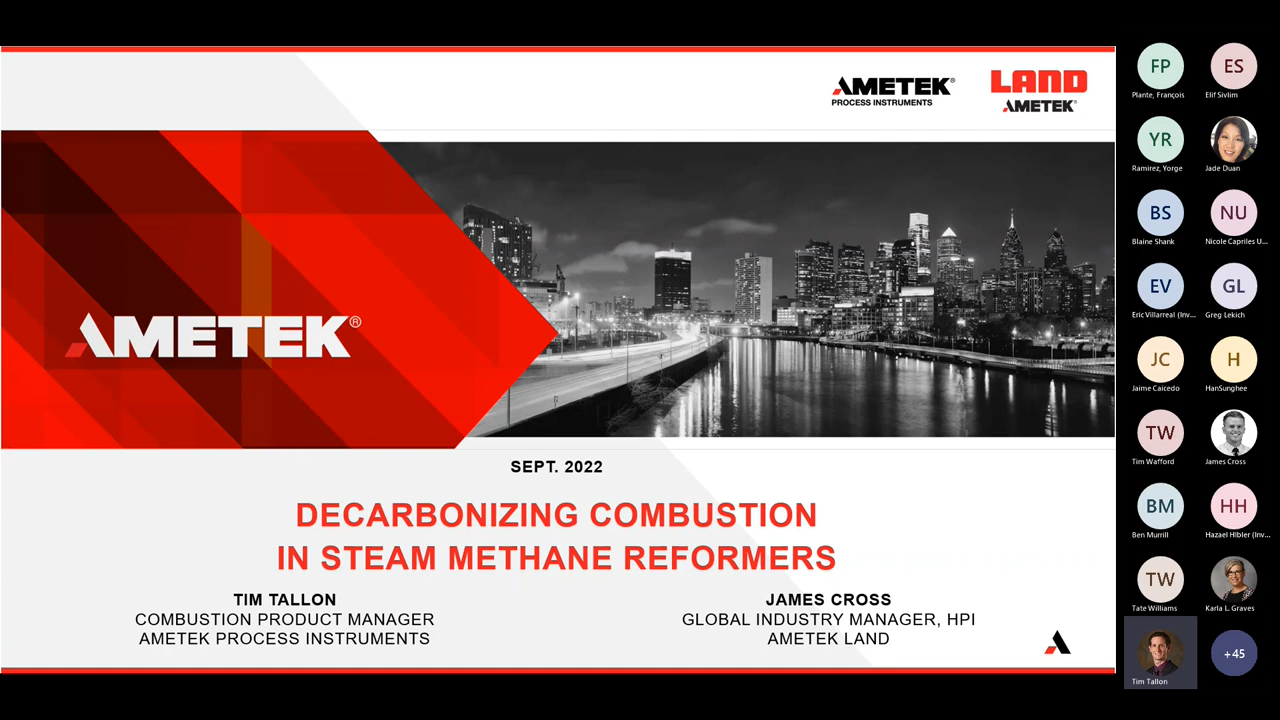 AMETEK®
PROCESS INSTRUMENTS
LAND
AMETEK®
AMETEK®
SEPT. 2022
DECARBONIZING COMBUSTION
IN STEAM METHANE REFORMERS
TIM TALLON
COMBUSTION PRODUCT MANAGER
AMETEK PROCESS INSTRUMENTS
JAMES CROSS
GLOBAL INDUSTRY MANAGER, HPI
AMETEK LAND
FP
Plante, François
ES
Elif Sivlim
YR
Ramirez, Yorge
Jade Duan
BS
Blaine Shank
NU
Nicole Capriles U...
EV
Eric Villarreal (Inv...
GL
Greg Lekich
JC
Jaime Caicedo
H
HanSunghee
TW
Tim Wafford
James Cross
BM
Ben Murrill
HH
Hazael Hibler (Inv...
TW
Tate Williams
Karla L. Graves
Tim Tallon
+45